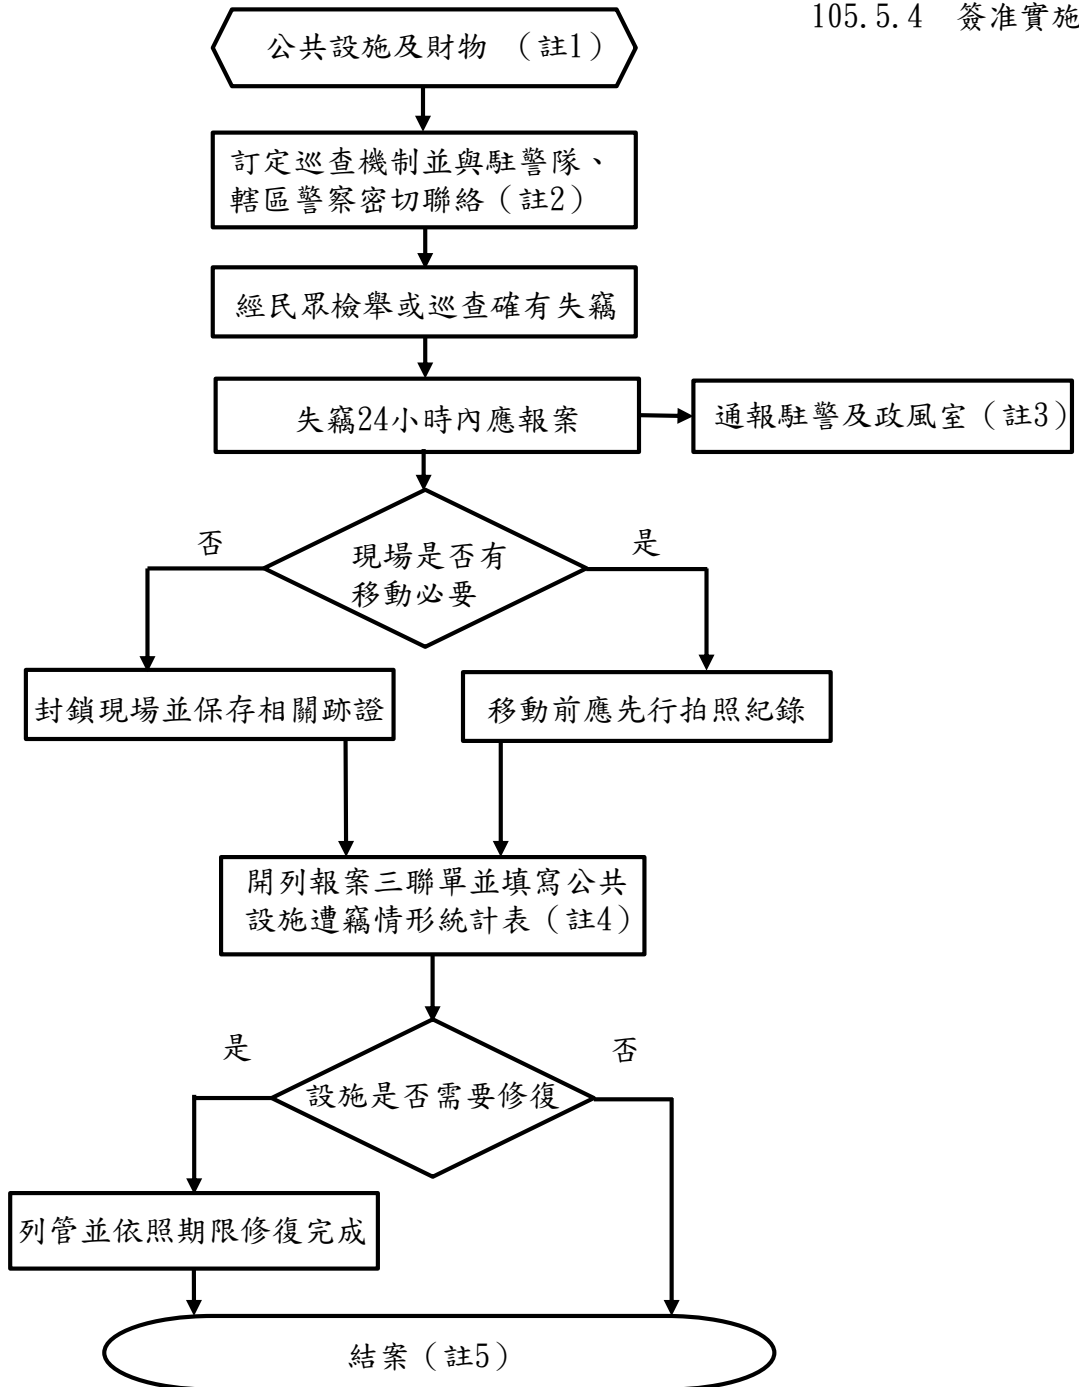 105.5.4 簽准實施
公共設施及財物 （註1）
訂定巡查機制並與駐警隊、
轄區警察密切聯絡（註2）
經民眾檢舉或巡查確有失竊
失竊24小時內應報案
通報駐警及政風室（註3）
現場是否有
移動必要
否
是
封鎖現場並保存相關跡證
移動前應先行拍照紀錄
開列報案三聯單並填寫公共
設施遭竊情形統計表（註4）
是
否
設施是否需要修復
列管並依照期限修復完成
結案（註5）